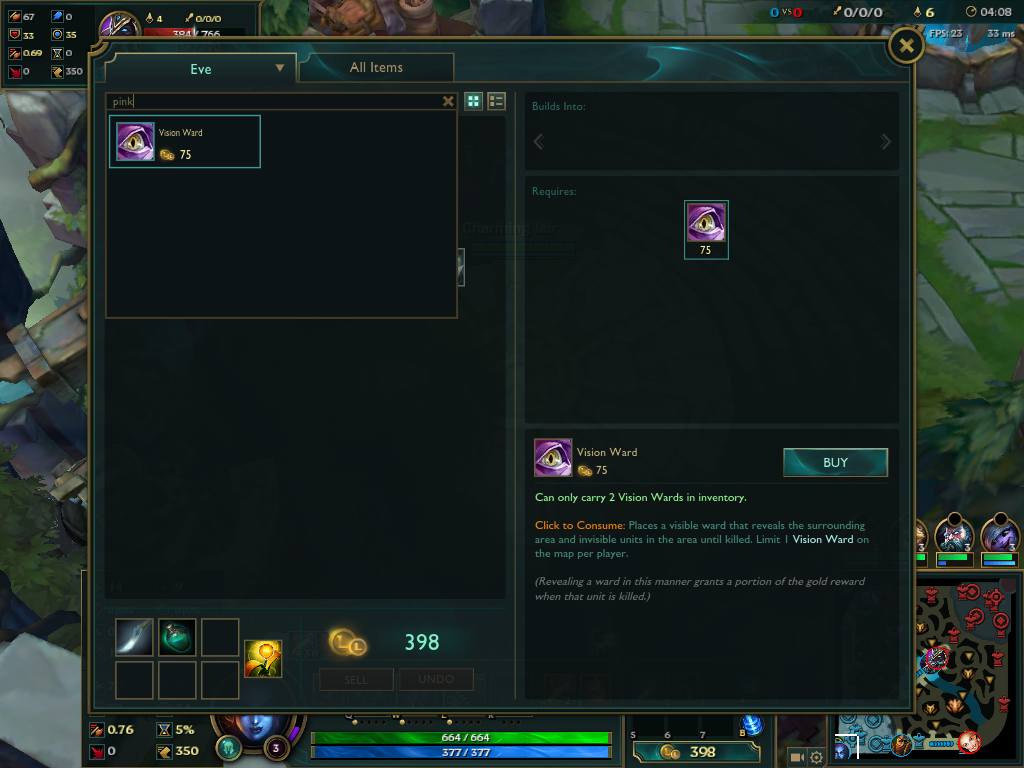 67
0
4
0/0/0
33
35
384 / 766
0.69
0
0
350
0 vs 0
0/0/0
6
04:08
FPS: 23
33 ms
Eve
All Items
pink
Vision Ward
75
Builds Into:
Requires:
75
Vision Ward
75
BUY
Can only carry 2 Vision Wards in inventory.
Click to Consume: Places a visible ward that reveals the surrounding
area and invisible units in the area until killed. Limit 1 Vision Ward on
the map per player.
(Revealing a ward in this manner grants a portion of the gold reward
when that unit is killed.)
398
SELL
UNDO
3
3
3
0.76
5%
0
350
3
664 / 664
377 / 377
5
6
7
B
398